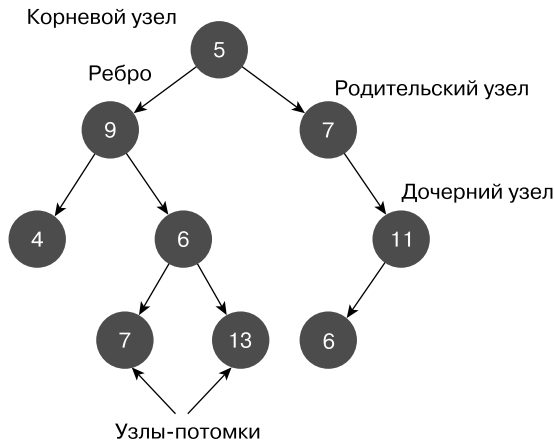 Корневой узел
5
Ребро
Родительский узел
9
7
Дочерний узел
4
6
11
7
13
6
Узлы-потомки